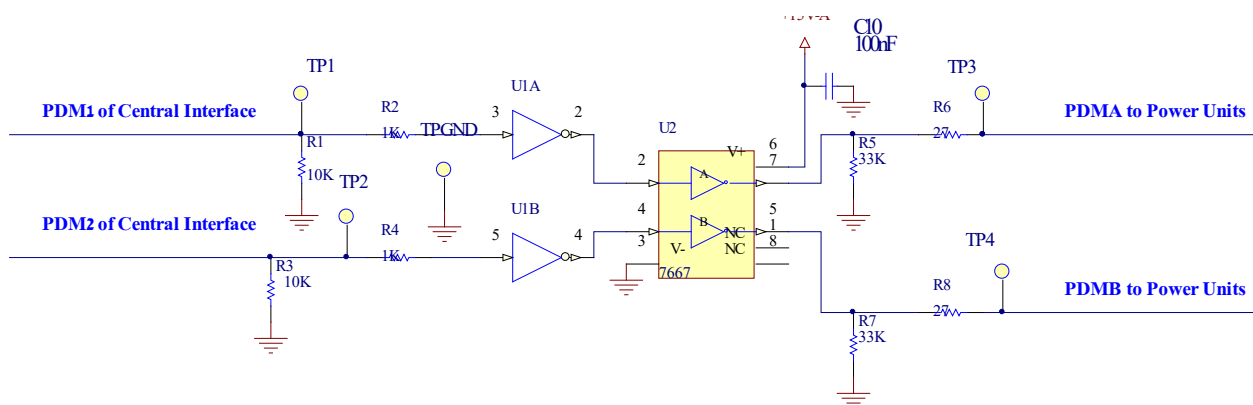 +15V-A
C10
100nF
TP1
TP3
U1A
PDM1 of Central Interface
R2
1K
TPGND
3
2
U2
R6
27
PDMA to Power Units
R1
10K
TP2
2
V+
6
7
R5
33K
A
PDM2 of Central Interface
R4
1K
U1B
5
4
4
3
B
V-
NC
NC
5
1
8
7667
TP4
R3
10K
R8
27
PDMB to Power Units
R7
33K